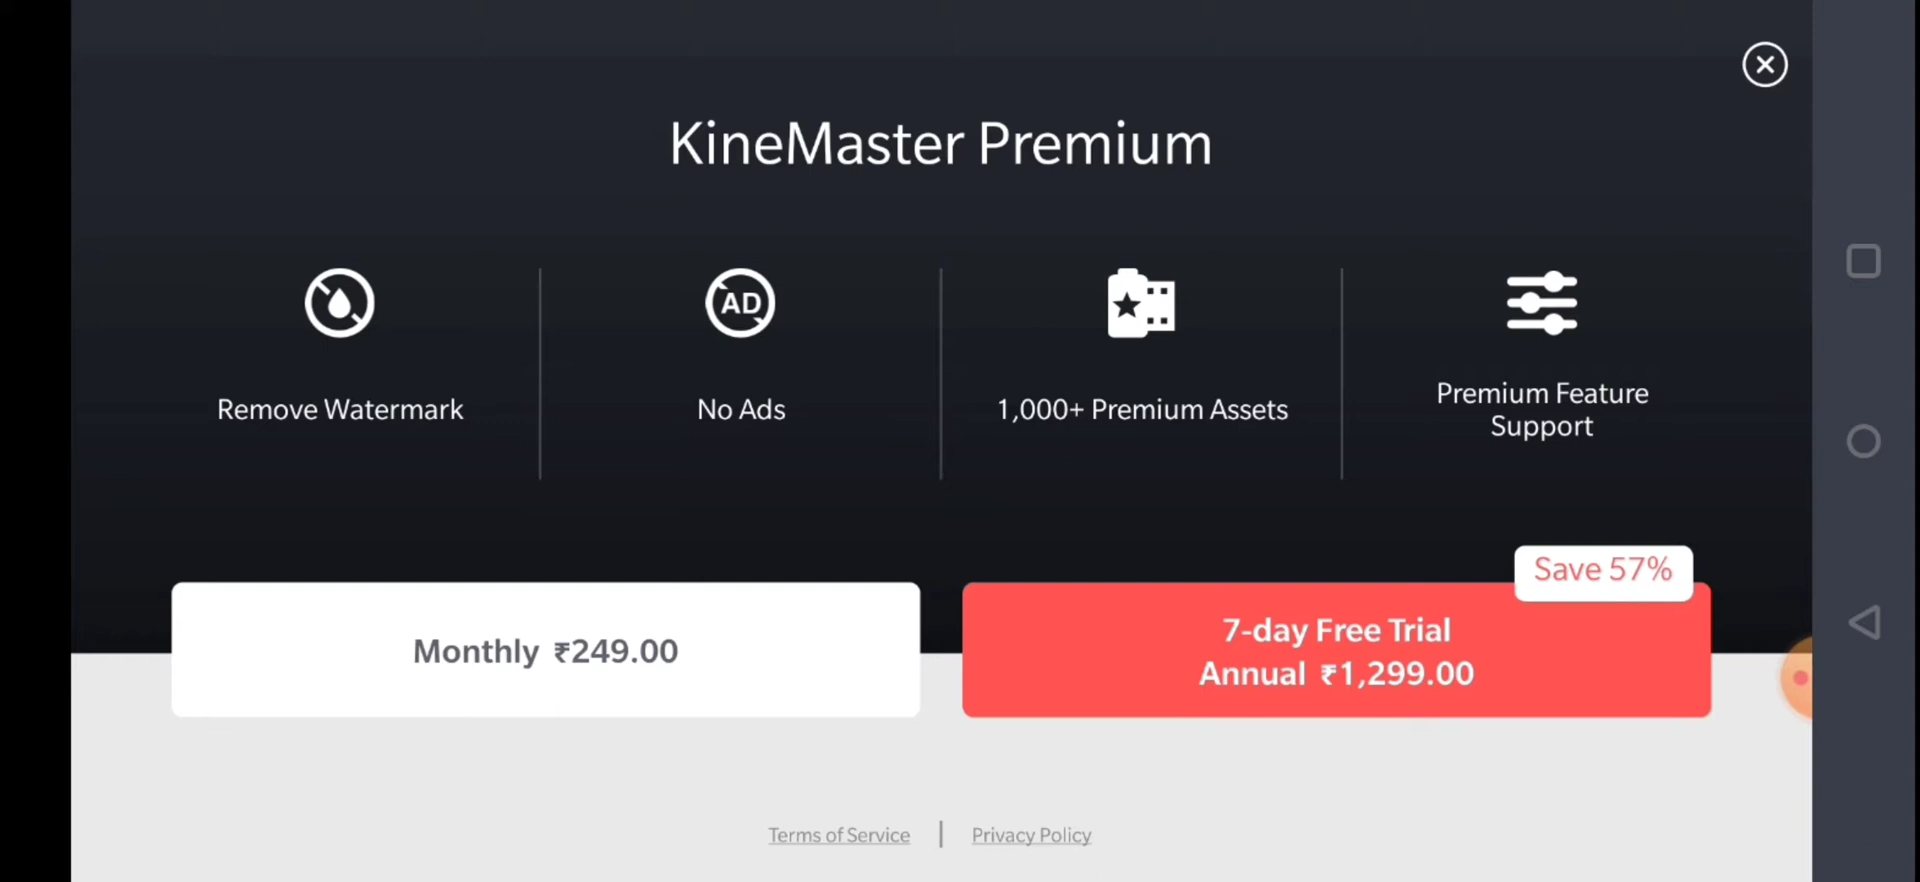 KineMaster Premium
Remove Watermark
AD
No Ads
1,000+ Premium Assets
Premium Feature
Support
Monthly ₹249.00
Save 57%
7-day Free Trial
Annual ₹1,299.00
Terms of Service | Privacy Policy